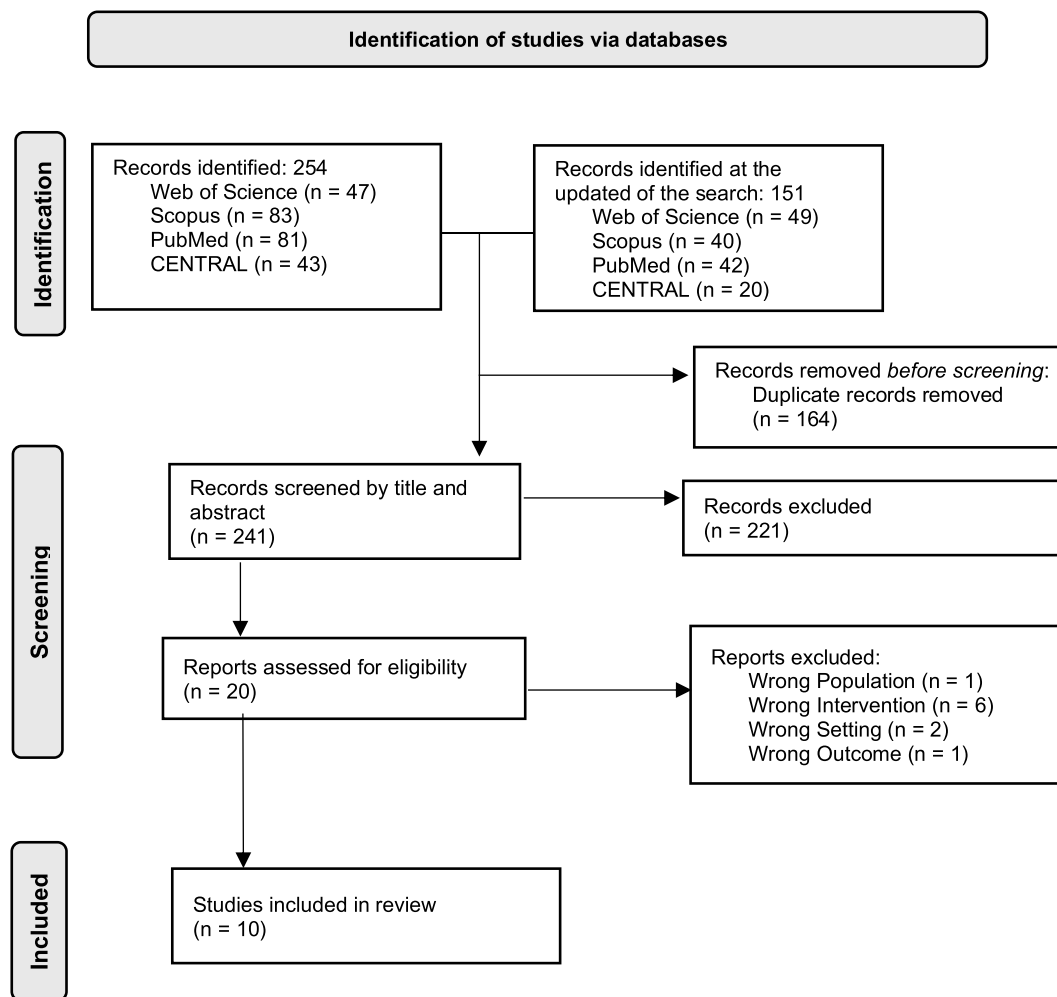 Identification of studies via databases
Identification
Records identified: 254
Web of Science (n = 47)
Scopus (n = 83)
PubMed (n = 81)
CENTRAL (n = 43)
Records identified at the
updated of the search: 151
Web of Science (n = 49)
Scopus (n = 40)
PubMed (n = 42)
CENTRAL (n = 20)
Records removed before screening:
Duplicate records removed
(n = 164)
Screening
Records screened by title and
abstract
(n = 241)
Records excluded
(n = 221)
Reports assessed for eligibility
(n = 20)
Reports excluded:
Wrong Population (n = 1)
Wrong Intervention (n = 6)
Wrong Setting (n = 2)
Wrong Outcome (n = 1)
Included
Studies included in review
(n = 10)